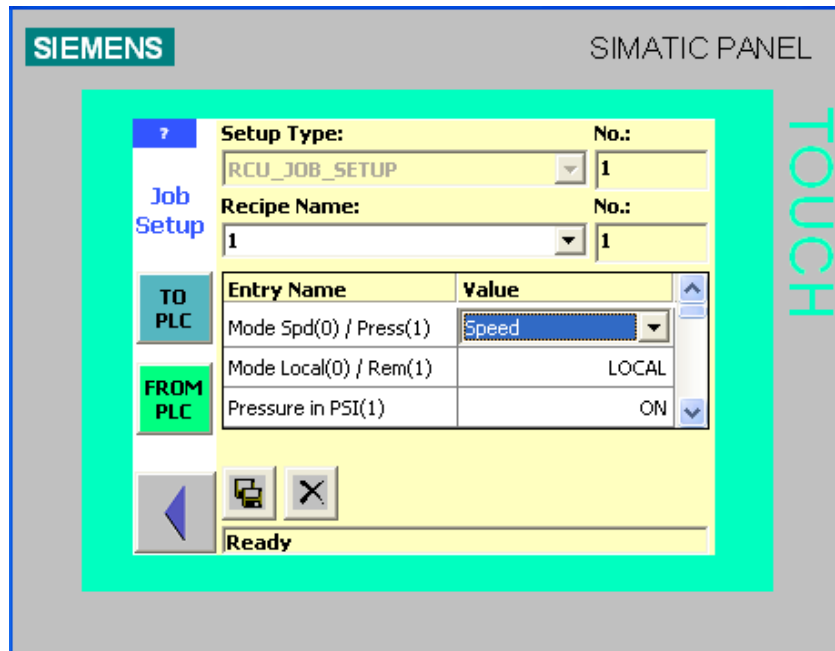 SIEMENS
SIMATIC PANEL
TOUCH
?
Job
Setup
Setup Type:
No.:
RCU_JOB_SETUP
1
Recipe Name:
No.:
1
1
TO
PLC
FROM
PLC
Entry Name Value
Mode Spd(0) / Press(1) Speed
Mode Local(0) / Rem(1) LOCAL
Pressure in PSI(1) ON
Ready